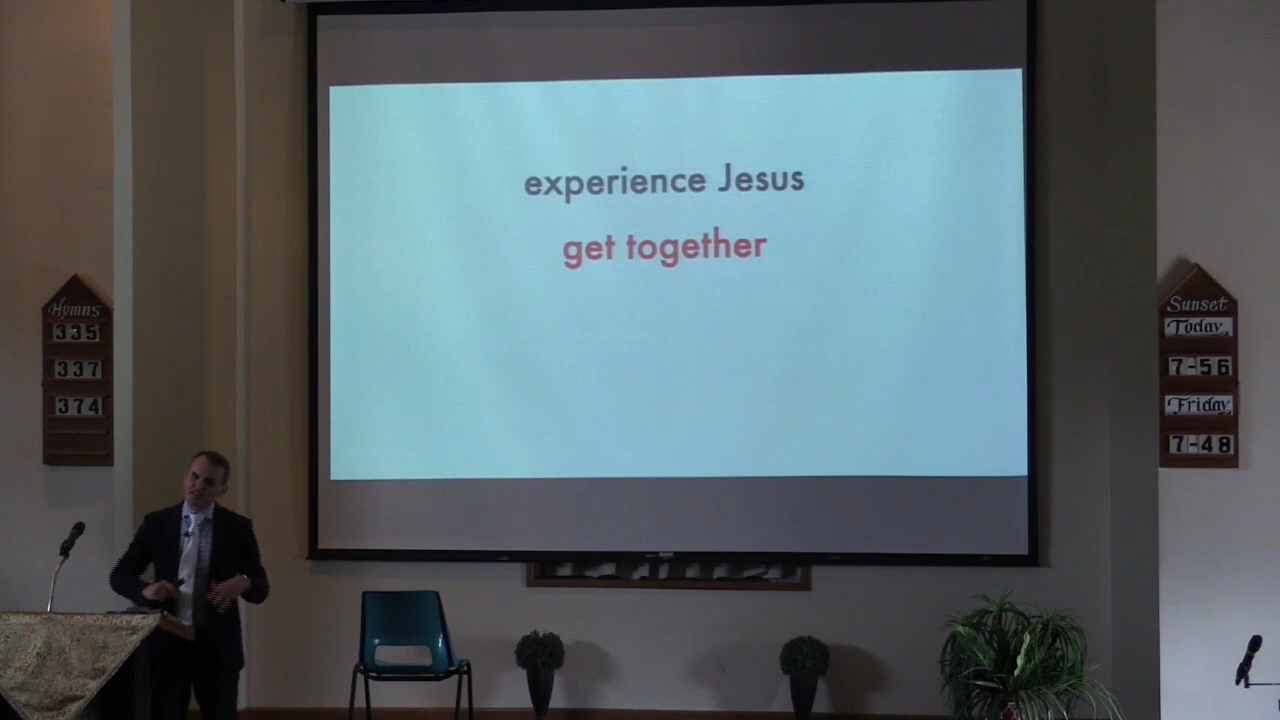 experience Jesus
get together
Hymns
335
337
374
Sunset
Today
7-56
Friday
7-48